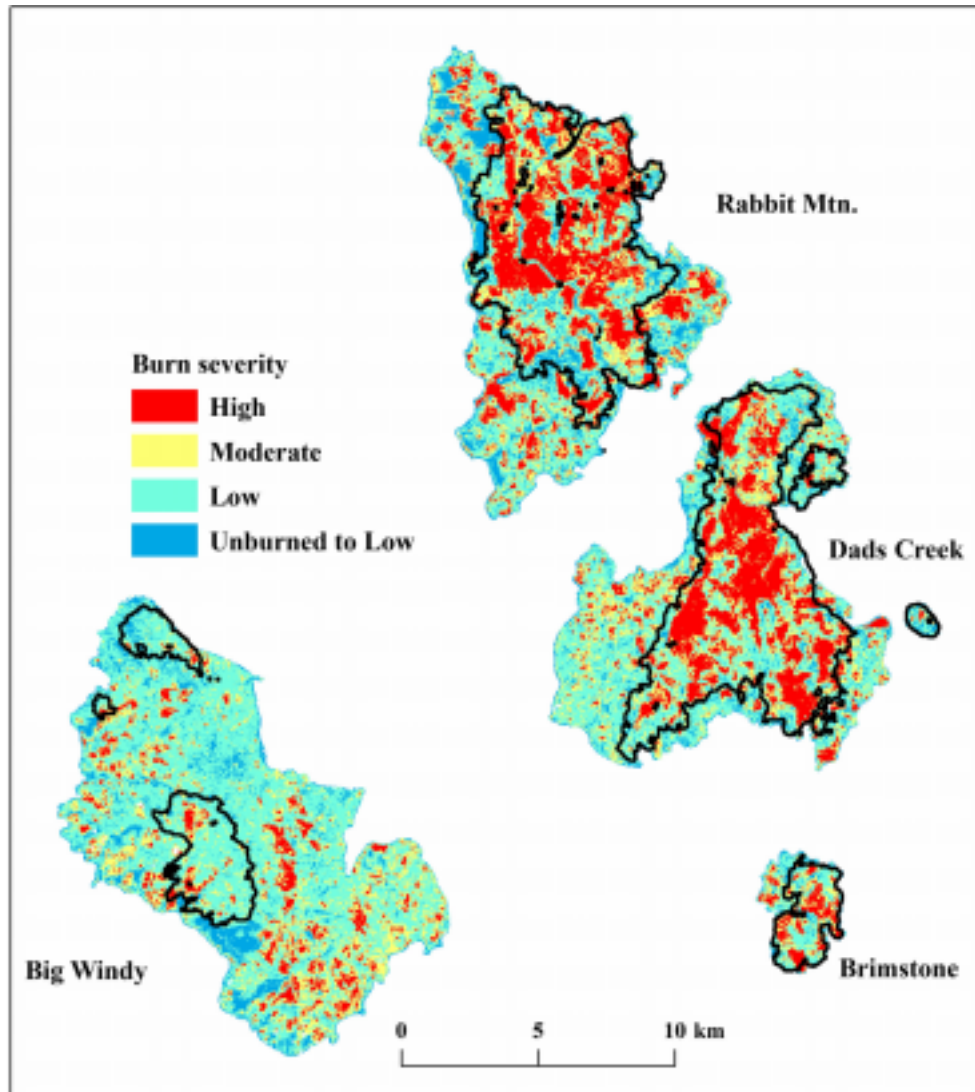 Rabbit Mtn.
Burn severity
High
Moderate
Low
Unburned to Low
Dads Creek
Big Windy
Brimstone
0 5 10 km